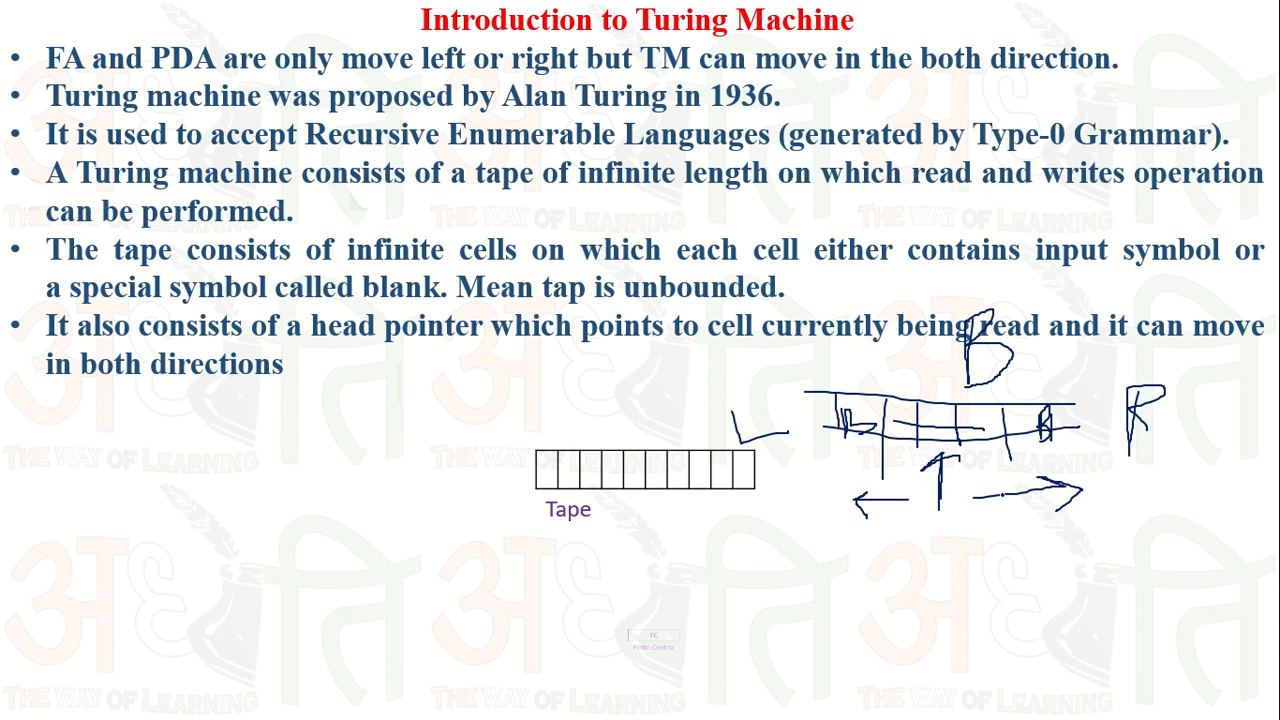 Introduction to Turing Machine
• FA and PDA are only move left or right but TM can move in the both direction.
• Turing machine was proposed by Alan Turing in 1936.
• It is used to accept Recursive Enumerable Languages (generated by Type-0 Grammar).
• A Turing machine consists of a tape of infinite length on which read and writes operation
can be performed.
• The tape consists of infinite cells on which each cell either contains input symbol or
a special symbol called blank. Mean tap is unbounded.
• It also consists of a head pointer which points to cell currently being read and it can move
in both directions
B
L
R
B
Tape
FC
Finite Control
THE WAY OF LEARNING